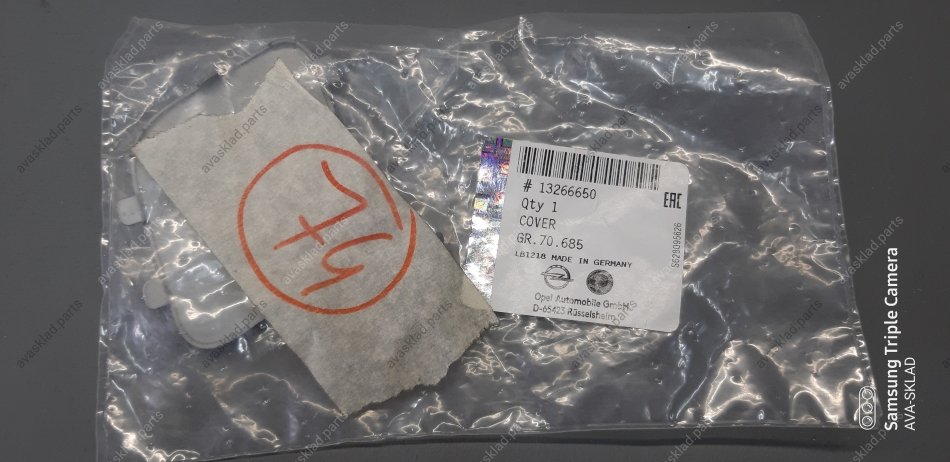 74
# 13266650
Qty 1
COVER
GR.70.685
LB1218 MADE IN GERMANY
Opel Automobile GmbH
D-65423 Rüsselsheim
EAC
S628095626
Samsung Triple Camera
AVA-SKLAD
avasklad.parts